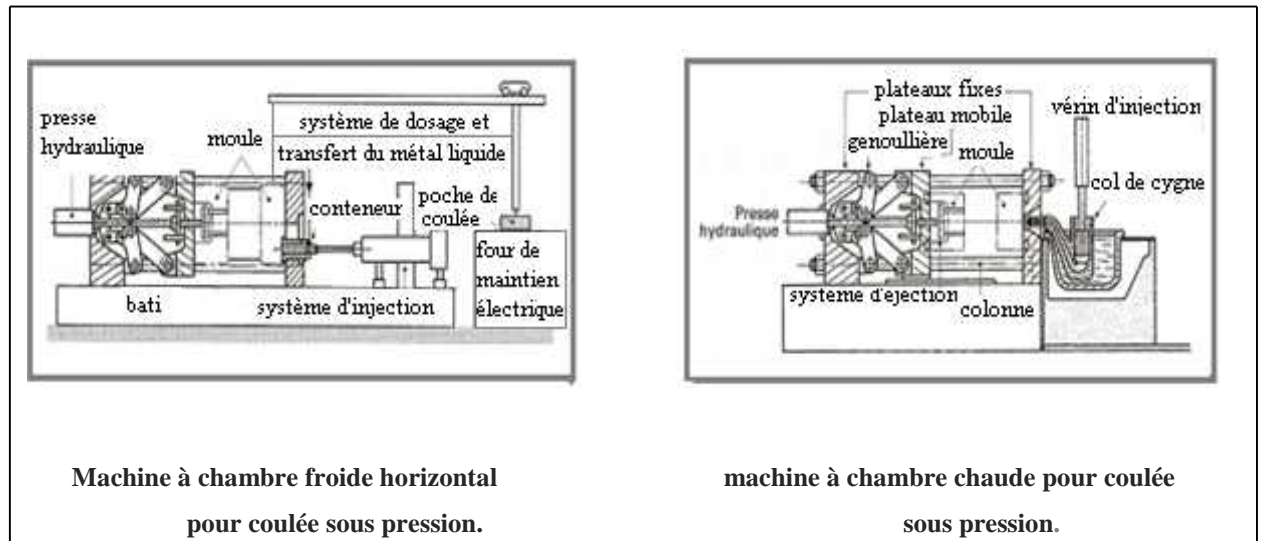 presse
hydraulique
moule
système de dosage et
transfert du métal liquide
conteneur
poche de
coulée
four de
maintien
électrique
bati
système d'injection
plateaux fixes
plateau mobile
genoullière
moule
vérin d'injection
col de cygne
Presse
hydraulique
système d'éjection
colonne
Machine à chambre froide horizontal
pour coulée sous pression.
machine à chambre chaude pour coulée
sous pression.